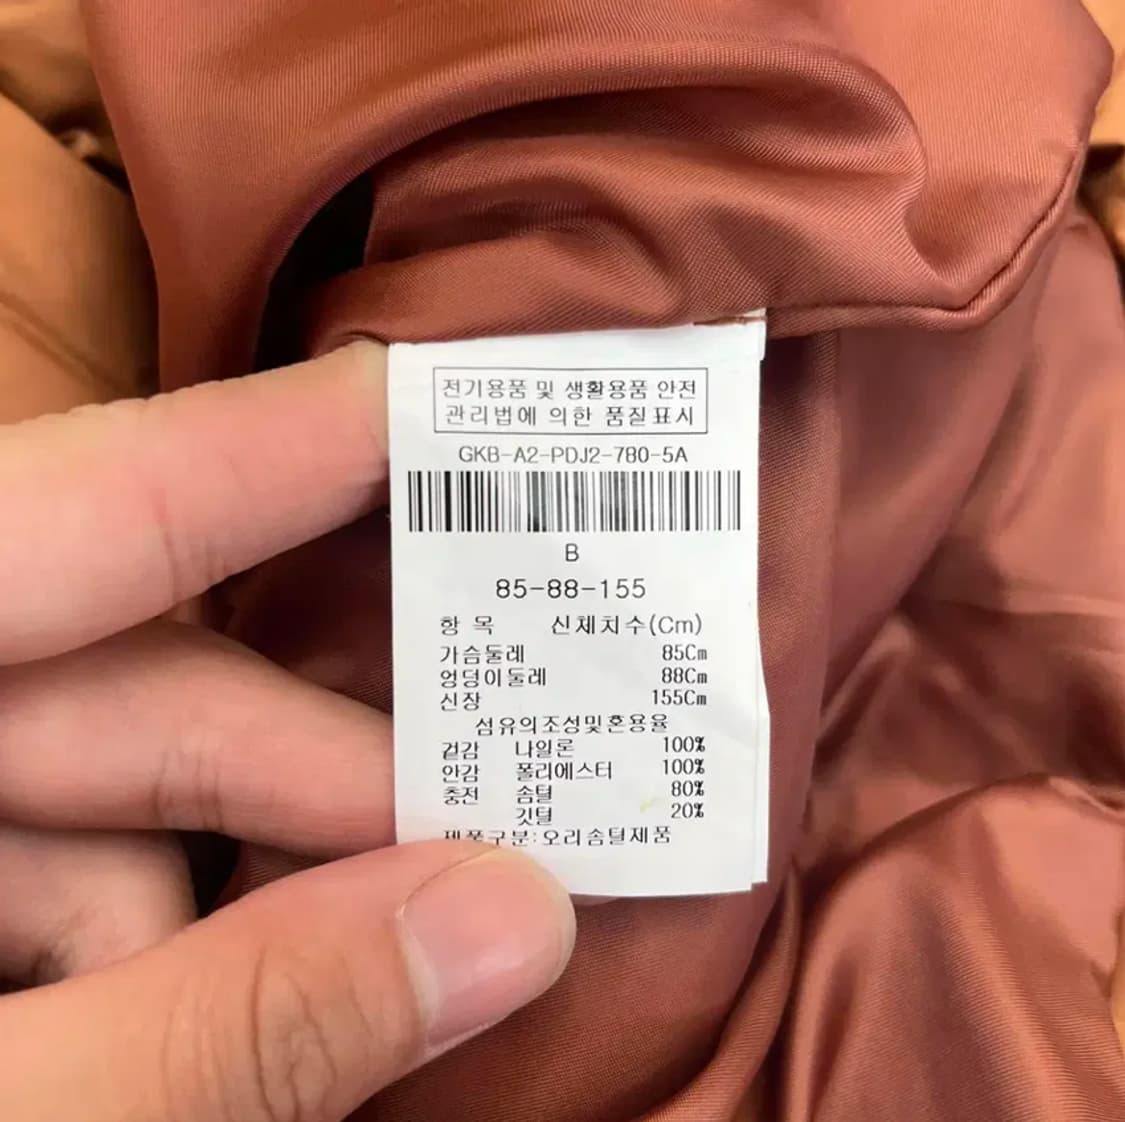 전기용품 및 생활용품 안전
관리법에 의한 품질표시
GKB-A2-PDJ2-780-5A
B
85-88-155
항 목 신체치수(Cm)
가슴둘레 85Cm
엉덩이둘레 88Cm
신장 155Cm
섬유의조성및혼용율
겉감 나일론 100%
안감 폴리에스터 100%
충전 솜털 80%
깃털 20%
제품구분:오리솜털제품